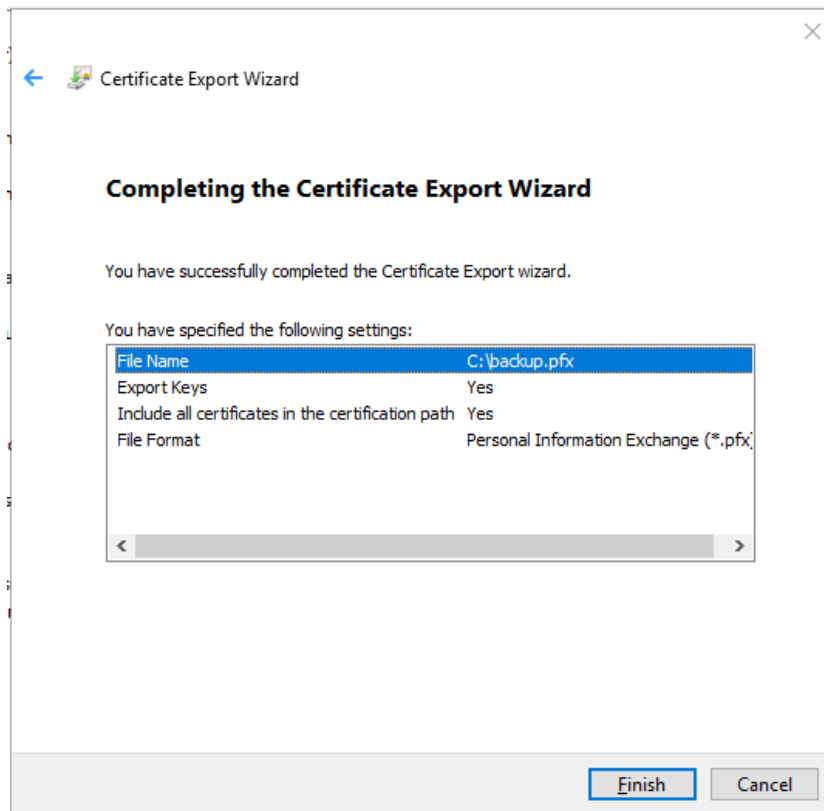 Certificate Export Wizard
Completing the Certificate Export Wizard
You have successfully completed the Certificate Export wizard.
You have specified the following settings:
File Name C:\backup.pfx
Export Keys Yes
Include all certificates in the certification path Yes
File Format Personal Information Exchange (*.pfx
Finish Cancel